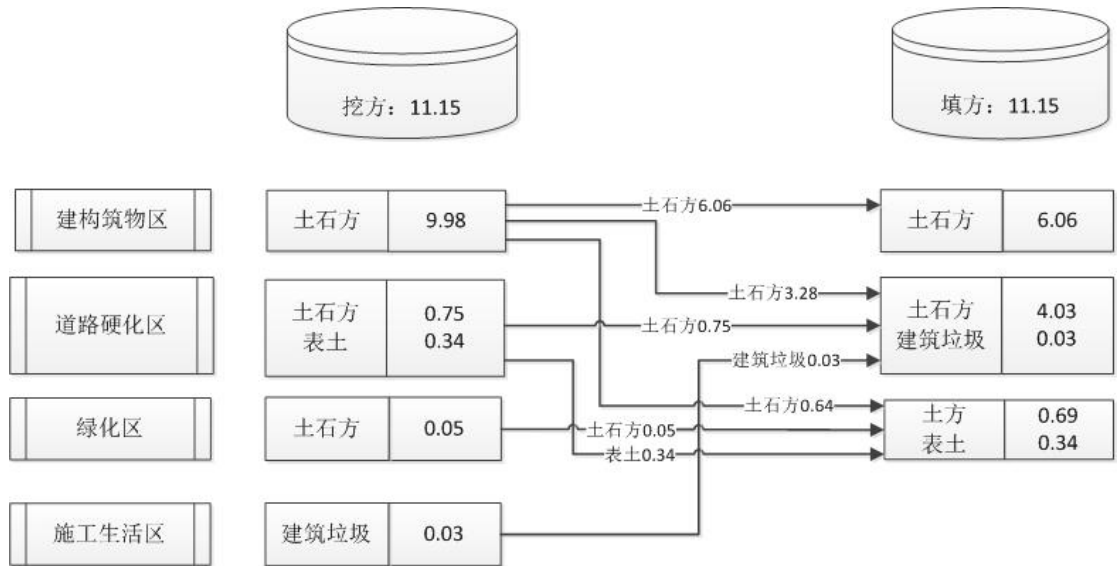 挖方：11.15
填方：11.15
建构筑物区
土石方
9.98
土石方6.06
土石方
6.06
土石方3.28
道路硬化区
土石方
表土
0.75
0.34
土石方0.75
土石方
建筑垃圾
4.03
0.03
建筑垃圾0.03
土石方0.64
绿化区
土石方
0.05
土石方0.05
表土0.34
土方
表土
0.69
0.34
施工生活区
建筑垃圾
0.03